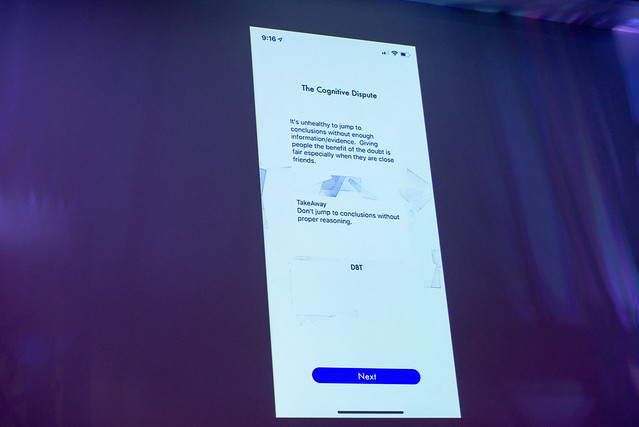 9:16
The Cognitive Dispute
It's unhealthy to jump to
conclusions without enough
information/evidence. Giving
people the benefit of the doubt is
fair especially when they are close
friends.
TakeAway
Don't jump to conclusions without
proper reasoning.
DBT
Next